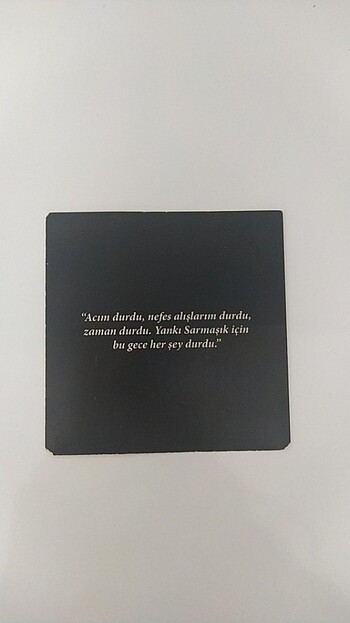 “Acım durdu, nefes alışlarım durdu,
zaman durdu. Yankı Sarmaşık için
bu gece her şey durdu.”